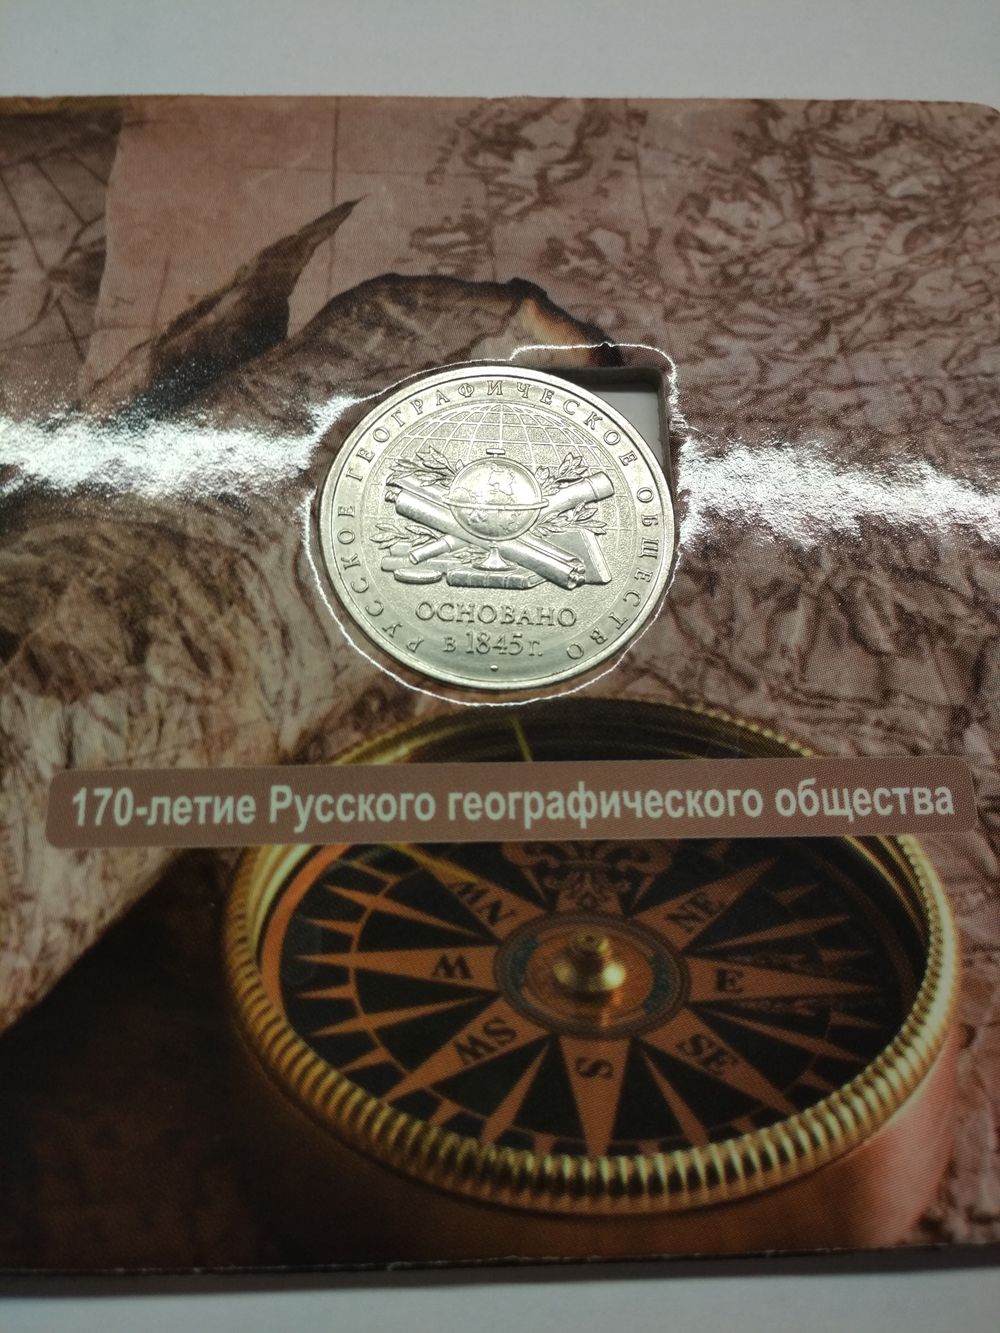 РУССКОЕ ГЕОГРАФИЧЕСКОЕ ОБЩЕСТВО
ОСНОВАНО
в 1845 г.
170-летие Русского географического общества
NW
NE
W
E
SW
SE
S